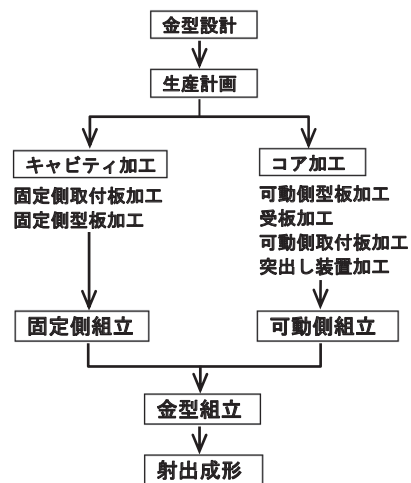 金型設計
生産計画
キャビティ加工
固定側取付板加工
固定側型板加工
コア加工
可動側型板加工
受板加工
可動側取付板加工
突出し装置加工
固定側組立
可動側組立
金型組立
射出成形